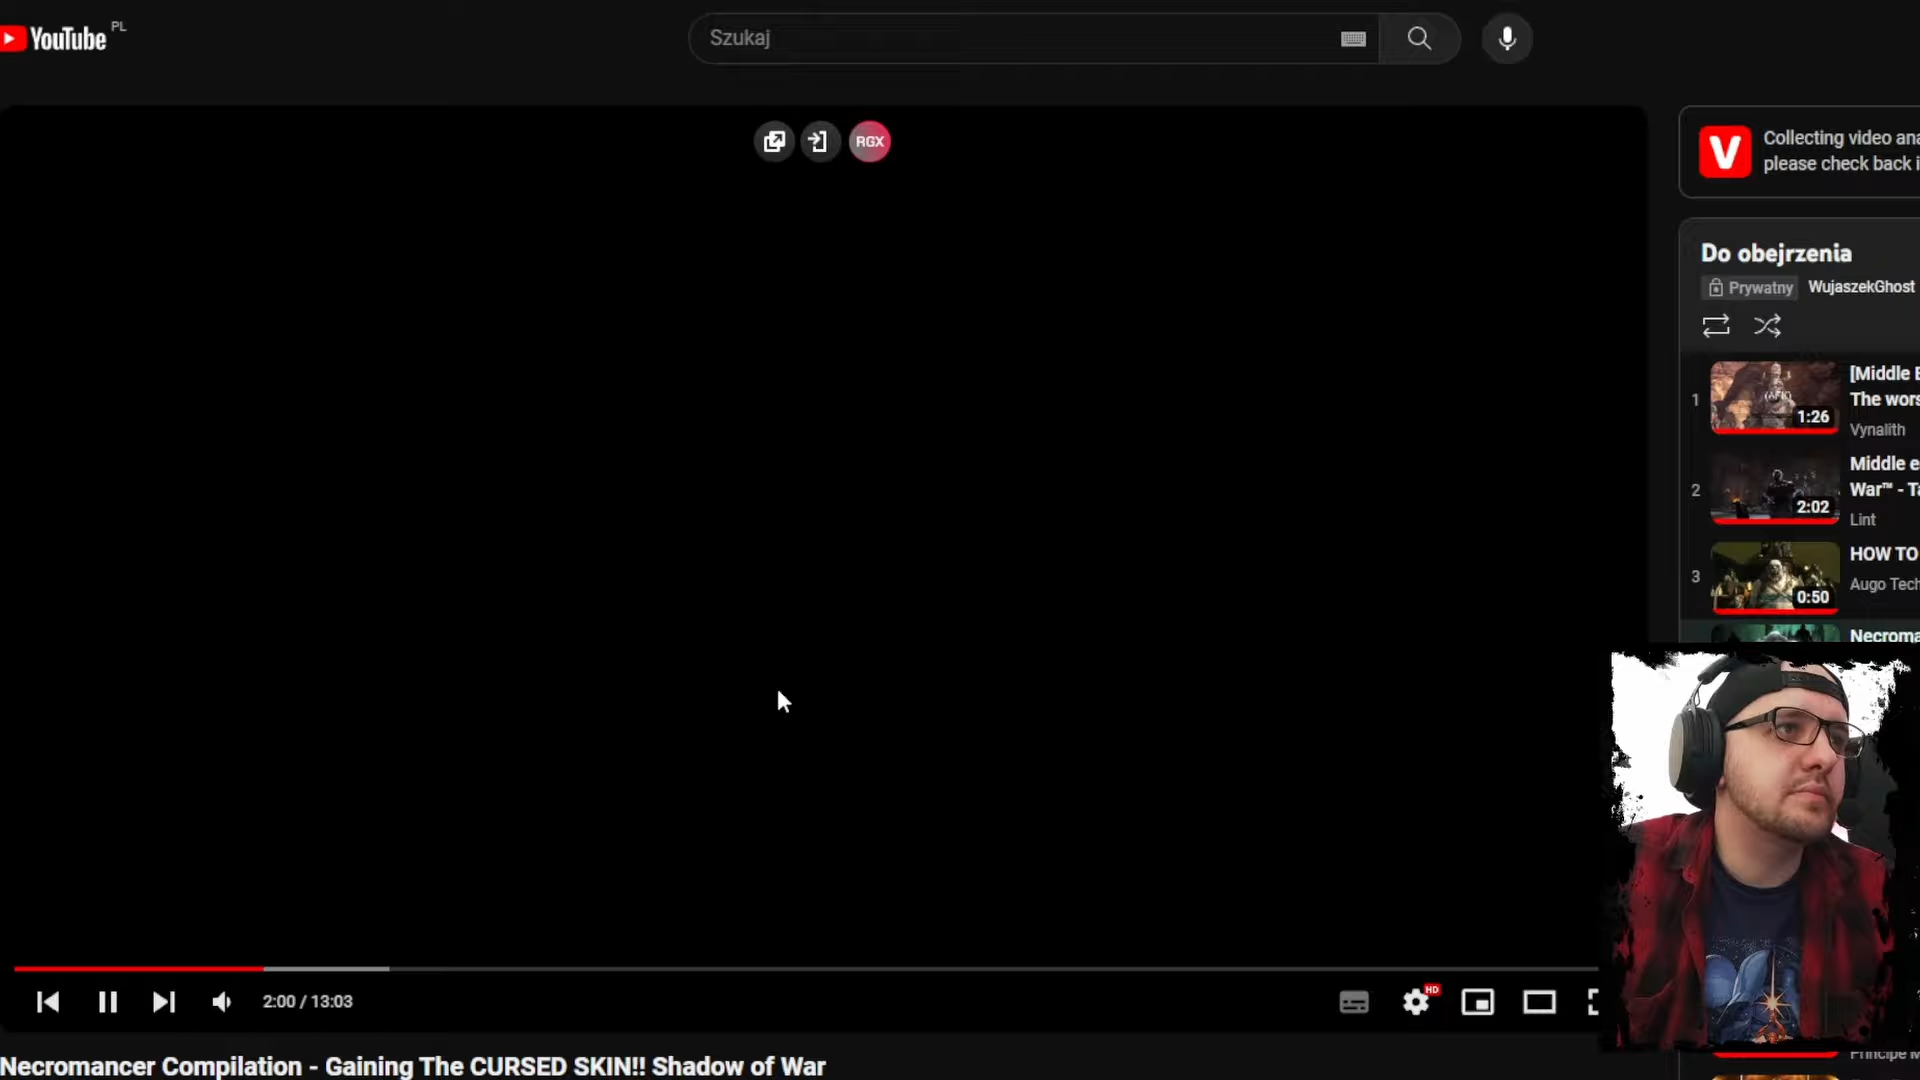 YouTube PL
Szukaj
RGX
V
Collecting video ana
please check back i
Do obejrzenia
Prywatny WujaszekGhost
1
1:26
[Middle E
The wors
Vynalith
2
2:02
Middle e
War™ - Ta
Lint
3
0:50
HOW TO
Augo Tech
Necroma
2:00 / 13:03
HD
Principe M
Necromancer Compilation - Gaining The CURSED SKIN!! Shadow of War